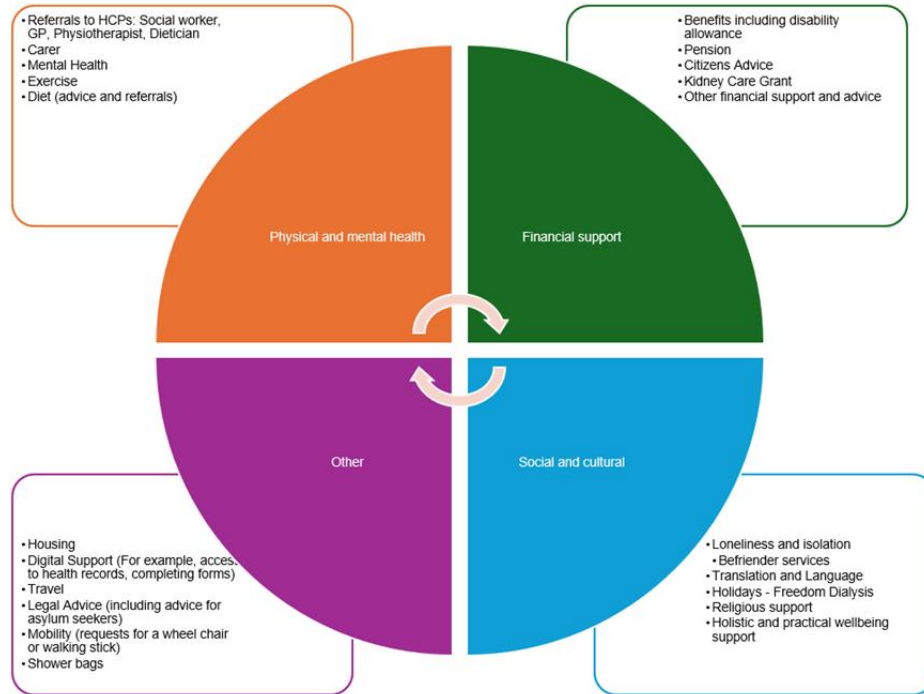 •Referrals to HCPs: Social worker,
GP, Physiotherapist, Dietician
•Carer
•Mental Health
•Exercise
•Diet (advice and referrals)
•Benefits including disability
allowance
•Pension
•Citizens Advice
•Kidney Care Grant
•Other financial support and advice
Physical and mental health
Financial support
Other
Social and cultural
•Housing
•Digital Support (For example, access
to health records, completing forms)
•Travel
•Legal Advice (including advice for
asylum seekers)
•Mobility (requests for a wheel chair
or walking stick)
•Shower bags
•Loneliness and isolation
•Befriender services
•Translation and Language
•Holidays - Freedom Dialysis
•Religious support
•Holistic and practical wellbeing
support